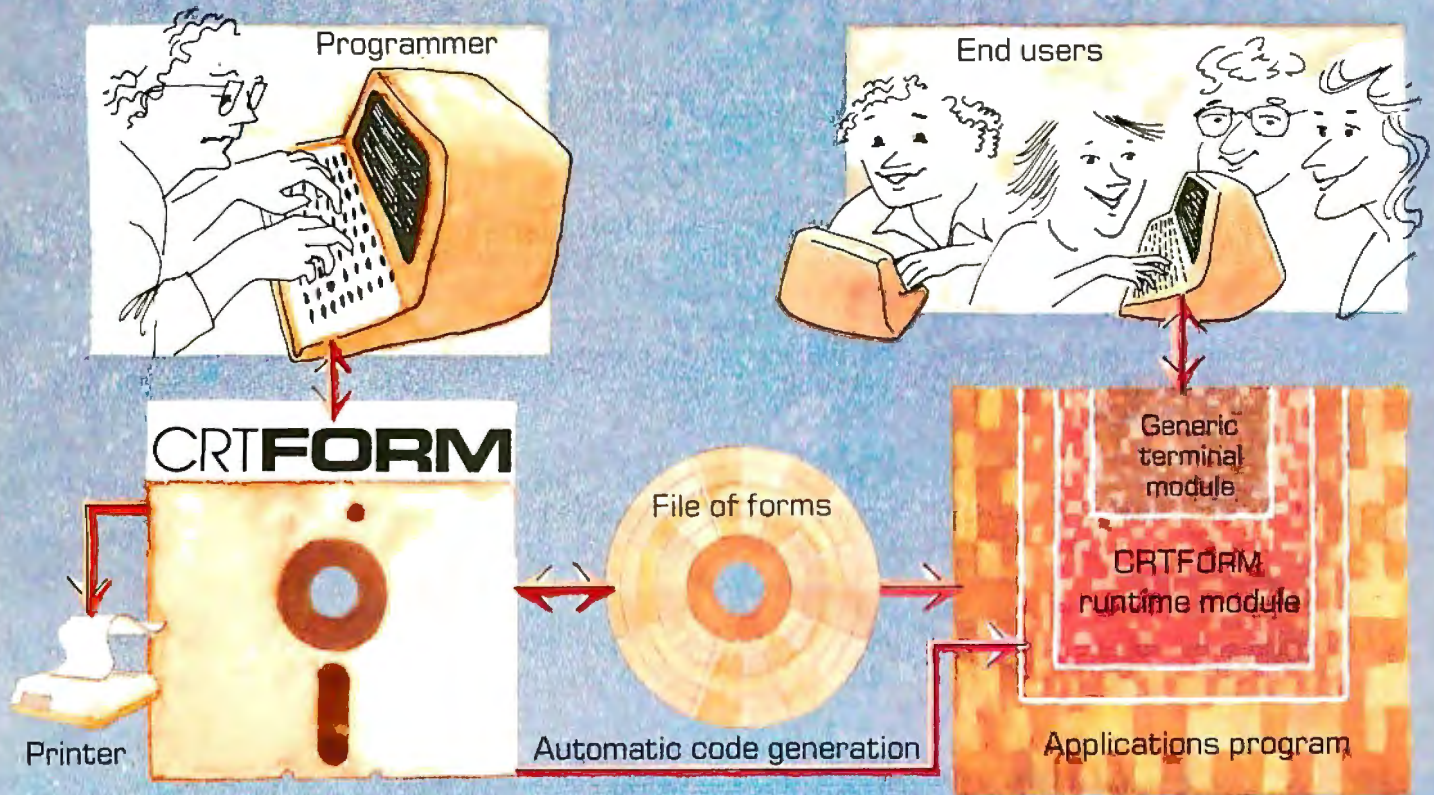 Programmer
End users
CRTFORM
File of forms
Generic
terminal
module
CRTFORM
runtime module
Printer
Automatic code generation
Applications program